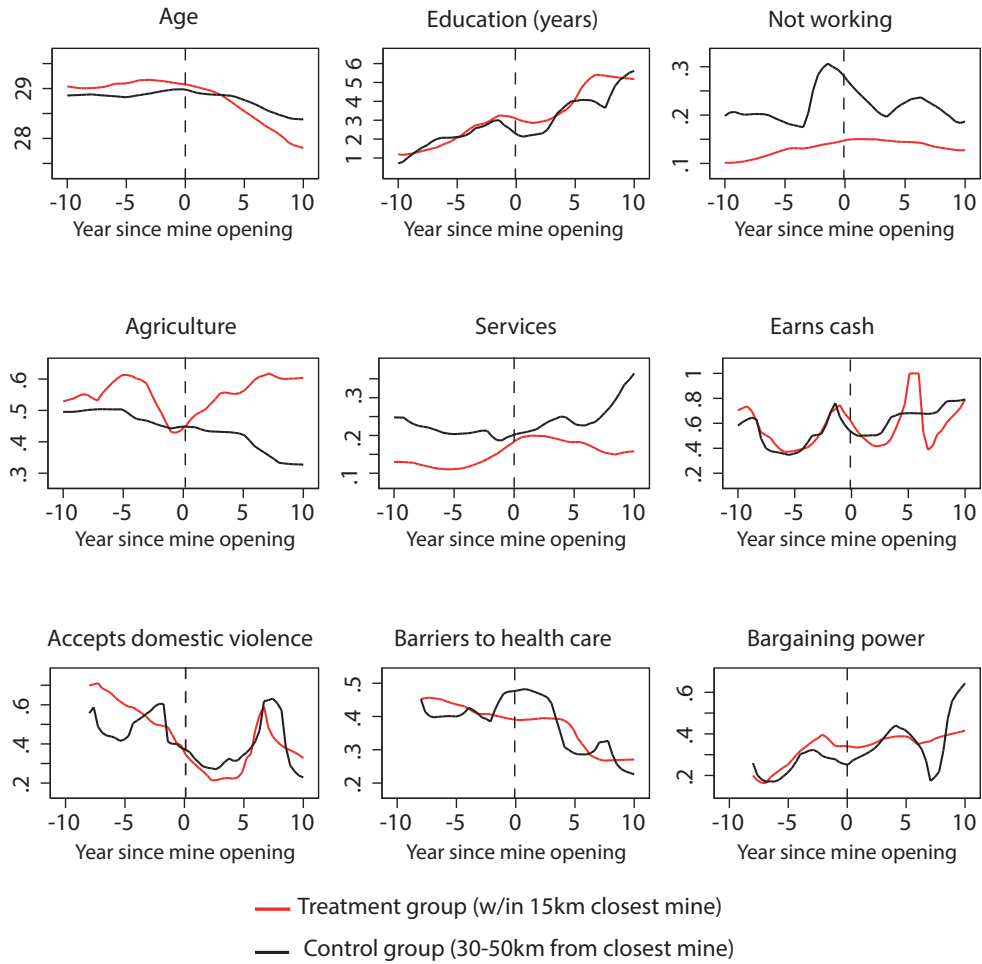 Age
29
28
-10 -5 0 5 10
Year since mine opening
Education (years)
1 2 3 4 5 6
-10 -5 0 5 10
Year since mine opening
Not working
.3
.2
.1
-10 -5 0 5 10
Year since mine opening
Agriculture
.6
.5
.3
-10 -5 0 5 10
Year since mine opening
Services
.3
.2
.1
-10 -5 0 5 10
Year since mine opening
Earns cash
.2 .4 .6 .8 1
-10 -5 0 5 10
Year since mine opening
Accepts domestic violence
.6
.4
.2
-10 -5 0 5 10
Year since mine opening
Barriers to health care
.5
.4
.3
.2
-10 -5 0 5 10
Year since mine opening
Bargaining power
.6
.4
.2
-10 -5 0 5 10
Year since mine opening
Treatment group (w/in 15km closest mine)
Control group (30-50km from closest mine)